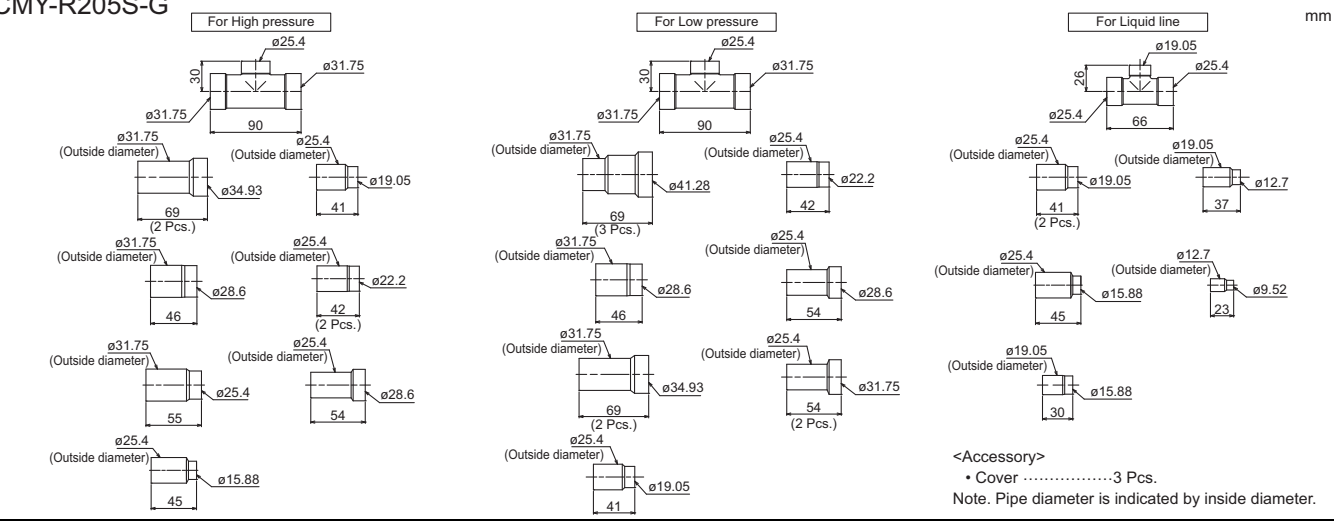 CMY-R205S-G
mm
For High pressure
ø25.4
30
ø31.75
ø31.75
90
ø31.75
(Outside diameter)
ø34.93
69
(2 Pcs.)
ø25.4
(Outside diameter)
ø19.05
41
ø31.75
(Outside diameter)
ø28.6
46
ø25.4
(Outside diameter)
ø22.2
42
(2 Pcs.)
ø31.75
(Outside diameter)
ø25.4
55
ø25.4
(Outside diameter)
ø28.6
54
ø25.4
(Outside diameter)
ø15.88
45
For Low pressure
ø25.4
30
ø31.75
ø31.75
90
ø31.75
(Outside diameter)
ø41.28
69
(3 Pcs.)
ø25.4
(Outside diameter)
ø22.2
42
ø31.75
(Outside diameter)
ø28.6
46
ø25.4
(Outside diameter)
ø28.6
54
ø31.75
(Outside diameter)
ø34.93
69
(2 Pcs.)
ø25.4
(Outside diameter)
ø31.75
54
(2 Pcs.)
ø25.4
(Outside diameter)
ø19.05
41
For Liquid line
ø19.05
26
ø25.4
ø25.4
66
ø25.4
(Outside diameter)
ø19.05
41
(2 Pcs.)
ø19.05
(Outside diameter)
ø12.7
37
ø25.4
(Outside diameter)
ø15.88
45
ø12.7
(Outside diameter)
ø9.52
23
ø19.05
(Outside diameter)
ø15.88
30
<Accessory>
• Cover ·················3 Pcs.
Note. Pipe diameter is indicated by inside diameter.